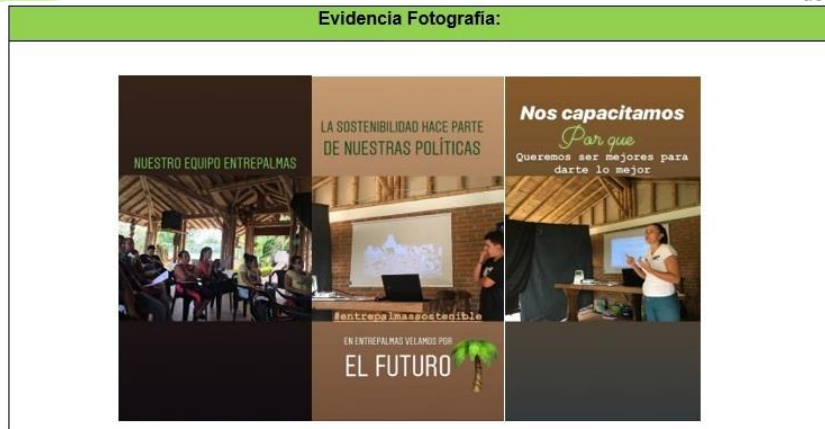 Evidencia Fotografía:
NUESTRO EQUIPO ENTREPALMAS
LA SOSTENIBILIDAD HACE PARTE
DE NUESTRAS POLÍTICAS
#entrepalmassostenible
EN ENTREPALMAS VELAMOS POR
EL FUTURO
Nos capacitamos
Por que
Queremos ser mejores para
darte lo mejor